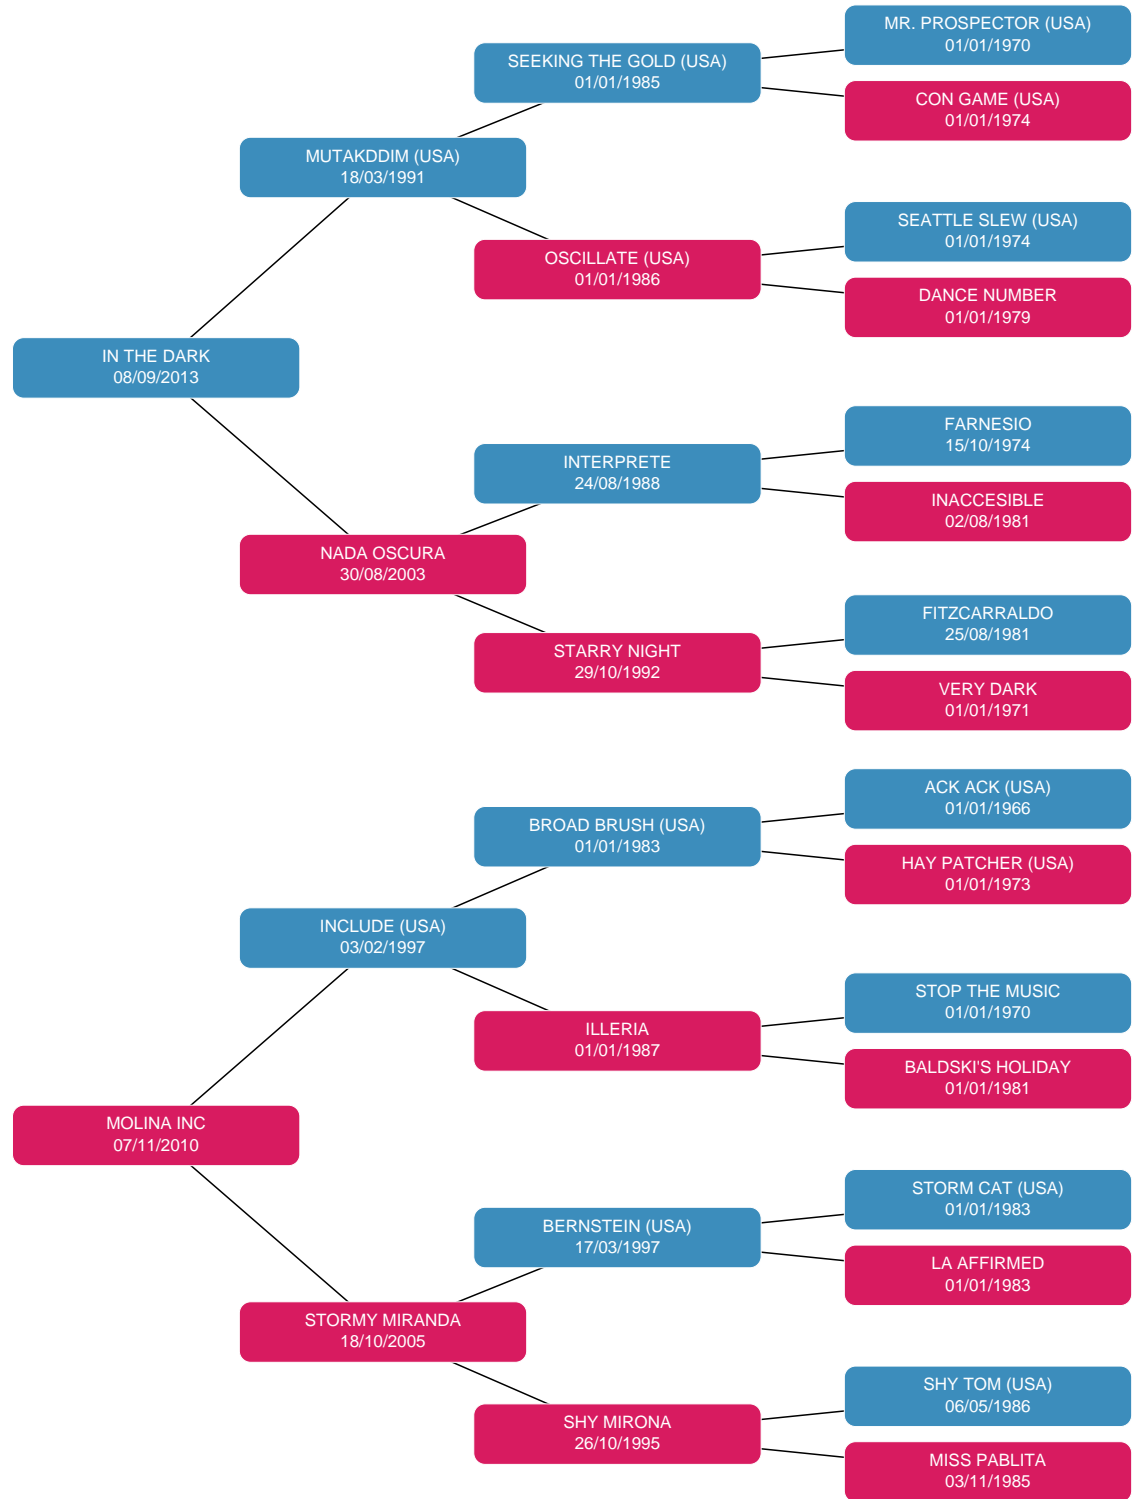 MR. PROSPECTOR (USA)
01/01/1970
SEEKING THE GOLD (USA)
01/01/1985
CON GAME (USA)
01/01/1974
MUTAKDDIM (USA)
18/03/1991
SEATTLE SLEW (USA)
01/01/1974
OSCILLATE (USA)
01/01/1986
DANCE NUMBER
01/01/1979
IN THE DARK
08/09/2013
FARNESIO
15/10/1974
INTERPRETE
24/08/1988
INACCESIBLE
02/08/1981
NADA OSCURA
30/08/2003
FITZCARRALDO
25/08/1981
STARRY NIGHT
29/10/1992
VERY DARK
01/01/1971
ACK ACK (USA)
01/01/1966
BROAD BRUSH (USA)
01/01/1983
HAY PATCHER (USA)
01/01/1973
INCLUDE (USA)
03/02/1997
STOP THE MUSIC
01/01/1970
ILLERIA
01/01/1987
BALDSKI'S HOLIDAY
01/01/1981
MOLINA INC
07/11/2010
STORM CAT (USA)
01/01/1983
BERNSTEIN (USA)
17/03/1997
LA AFFIRMED
01/01/1983
STORMY MIRANDA
18/10/2005
SHY TOM (USA)
06/05/1986
SHY MIRONA
26/10/1995
MISS PABLITA
03/11/1985